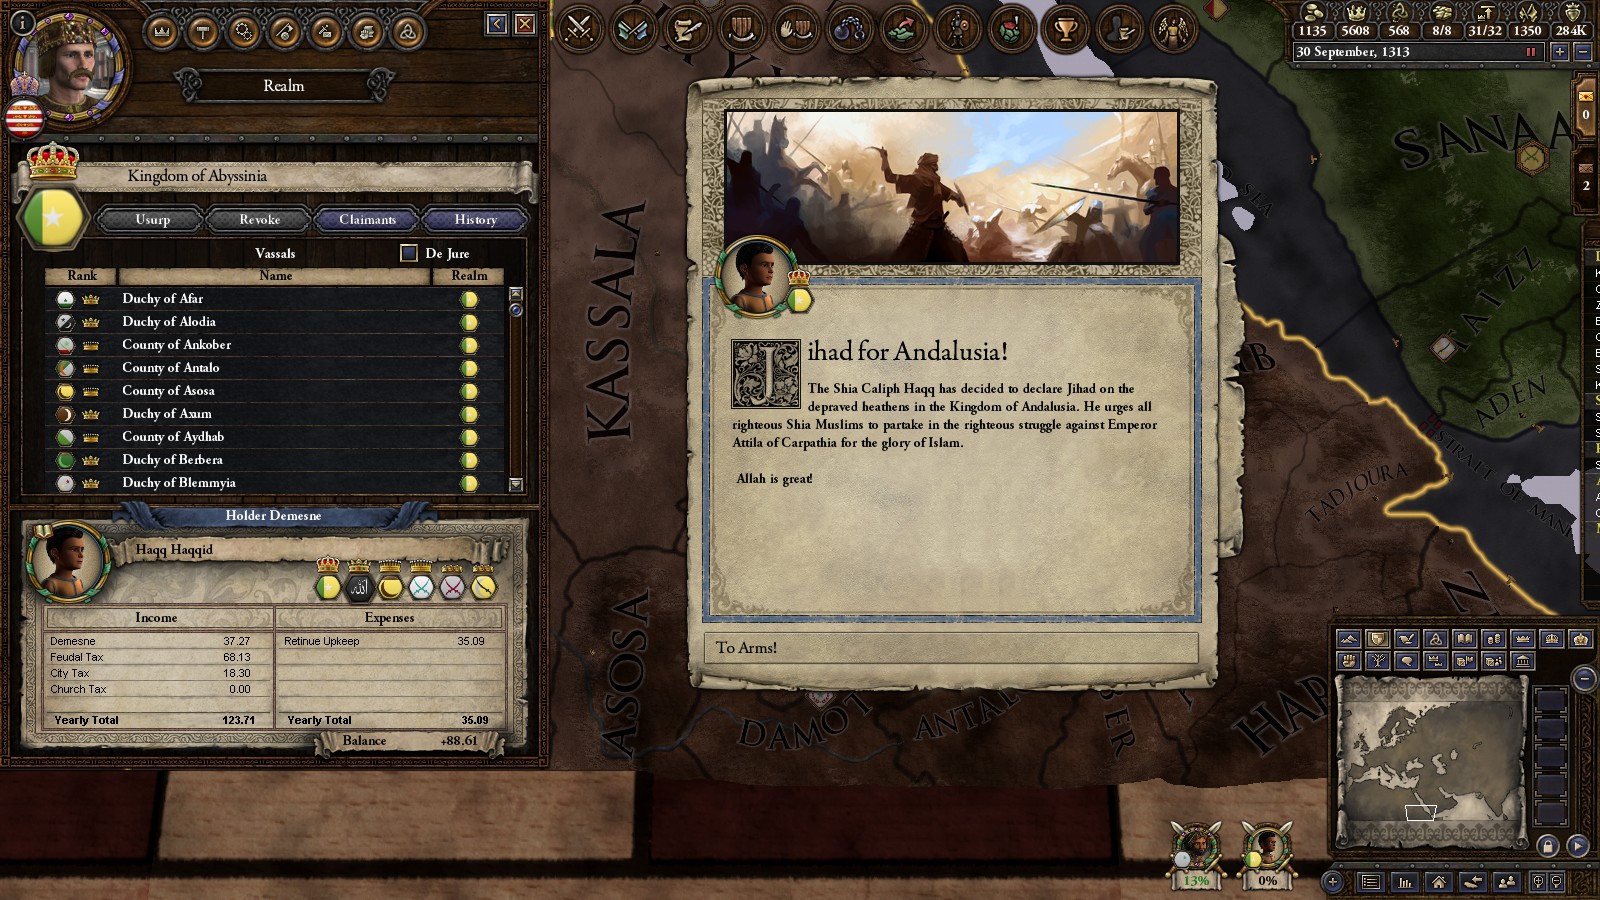 1135 5608 568 8/8 31/32 1350 284K
30 September, 1313
0
2
Realm
Kingdom of Abyssinia
Usurp Revoke Claimants History
Vassals De Jure
Rank Name Realm
Duchy of Afar
Duchy of Alodia
County of Ankober
County of Antalo
County of Asosa
Duchy of Axum
County of Aydhab
Duchy of Berbera
Duchy of Blemmyia
Holder Demesne
Haqq Haqqid
Income Expenses
Demesne 37.27 Retinue Upkeep 35.09
Feudal Tax 68.13
City Tax 18.30
Church Tax 0.00
Yearly Total 123.71 Yearly Total 35.09
Balance +88.61
Jihad for Andalusia!
The Shia Caliph Haqq has decided to declare Jihad on the
depraved heathens in the Kingdom of Andalusia. He urges all
righteous Shia Muslims to partake in the righteous struggle against Emperor
Attila of Carpathia for the glory of Islam.
Allah is great!
To Arms!
KASSALA
ASOSA
DAMOT
SANAA
TAIZZ
ADEN
TADJOURA
13% 0%